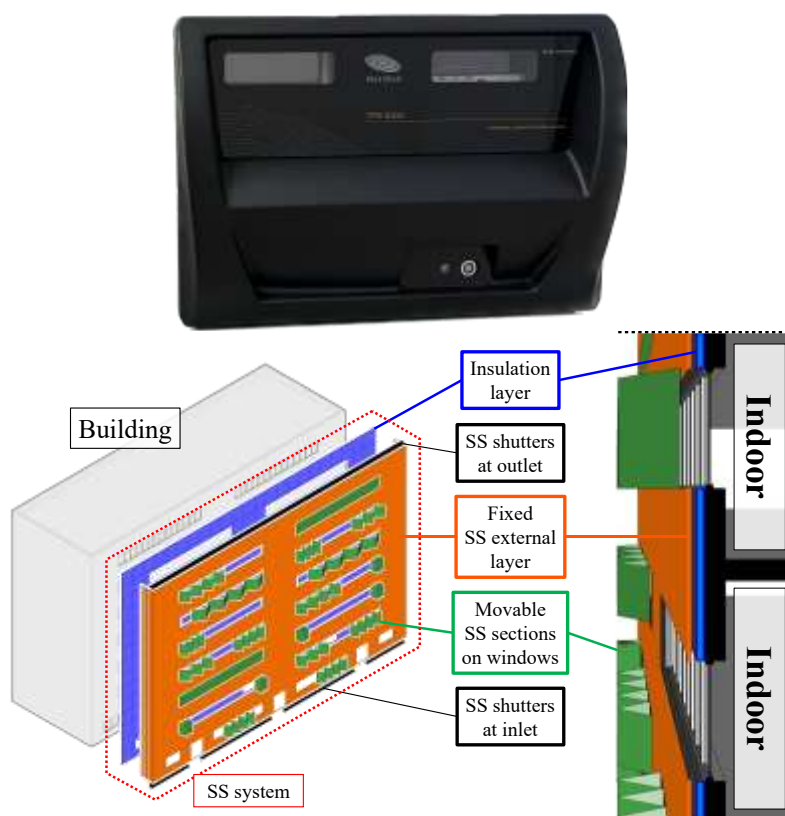 Insulation
layer
Building
SS shutters
at outlet
Fixed
SS external
layer
Movable
SS sections
on windows
SS shutters
at inlet
SS system
Indoor
Indoor